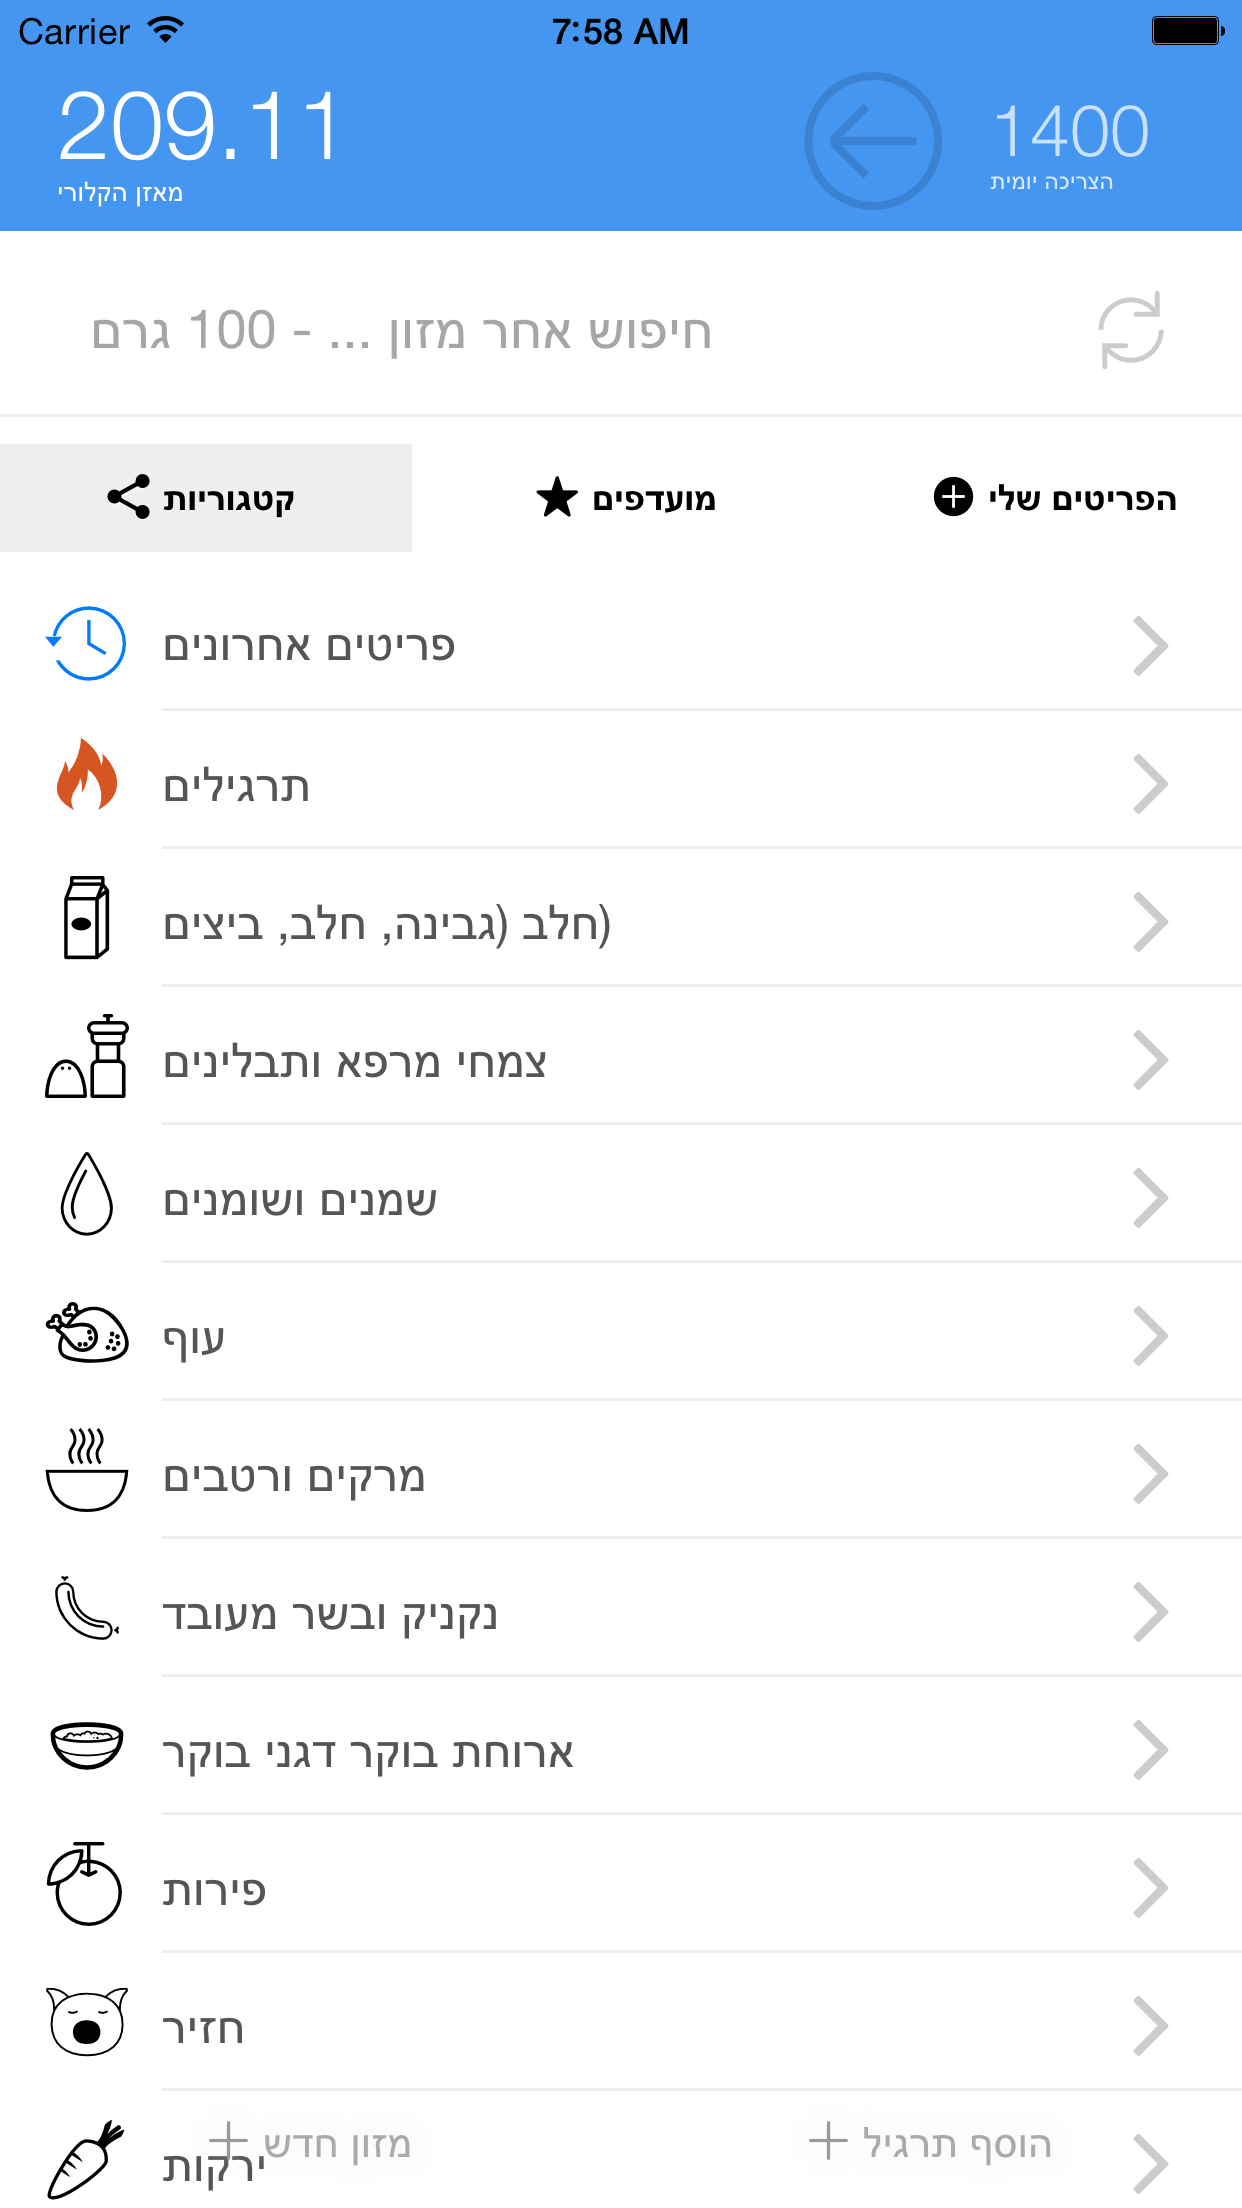 Carrier 7:58 AM
209.11
1400
מאזן הקלורי
הצריכה יומית
חיפוש אחר מזון ... - 100 גרם
קטגוריות
מועדפים
הפריטים שלי
פריטים אחרונים
תרגילים
(חלב (גבינה, חלב, ביצים
צמחי מרפא ותבלינים
שמנים ושומנים
עוף
מרקים ורטבים
נקניק ובשר מעובד
ארוחת בוקר דגני בוקר
פירות
חזיר
ירקות
מזון חדש
הוסף תרגיל